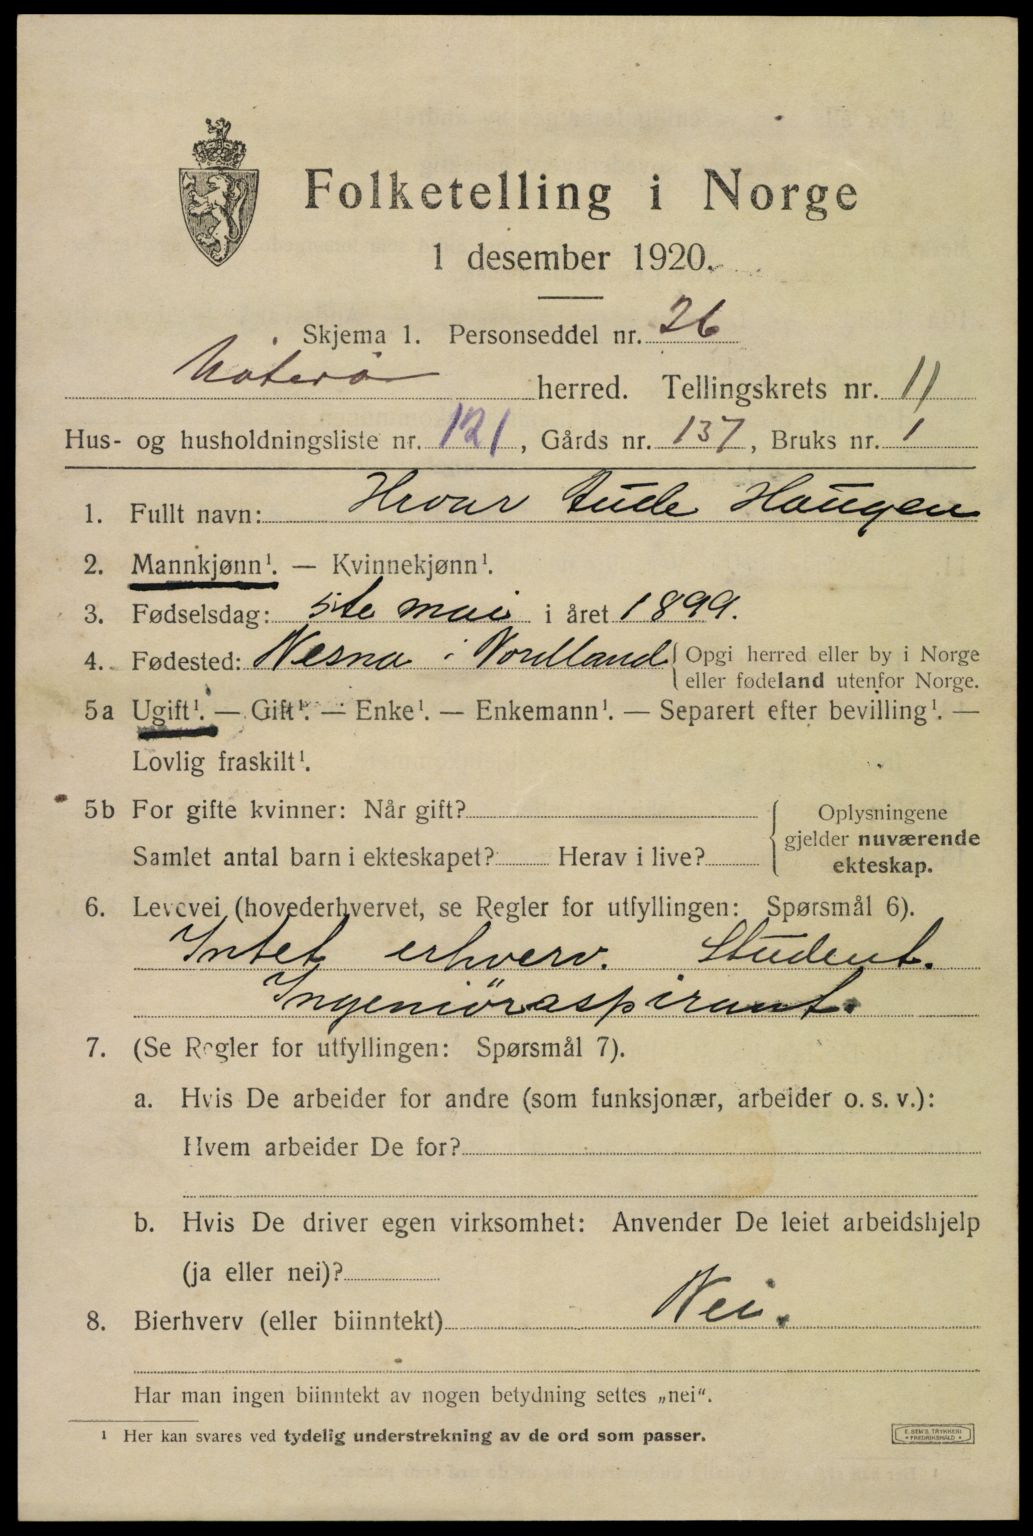 Folketelling i Norge
1 desember 1920.
Skjema 1. Personseddel nr. 26
Nøterø herred. Tellingskrets nr. 11
Hus- og husholdningsliste nr. 121, Gårds nr. 137, Bruks nr. 1
1. Fullt navn: Hroar Aude Haugen
2. Mannkjønn¹. — Kvinnekjønn¹.
3. Fødselsdag: 5te mai i året 1899.
4. Fødested: Nesna i Nordland { Opgi herred eller by i Norge
eller fødeland utenfor Norge.
5a Ugift¹. — Gift¹. — Enke¹. — Enkemann¹. — Separert efter bevilling¹. —
Lovlig fraskilt¹.
5b For gifte kvinner: Når gift?
Samlet antal barn i ekteskapet? Herav i live?
{ Oplysningene
gjelder nuværende
ekteskap.
6. Levevei (hovederhvervet, se Regler for utfyllingen: Spørsmål 6).
Intet erhverv. Student.
Ingeniøraspirant.
7. (Se Regler for utfyllingen: Spørsmål 7).
a. Hvis De arbeider for andre (som funksjonær, arbeider o. s. v.):
Hvem arbeider De for?
b. Hvis De driver egen virksomhet: Anvender De leiet arbeidshjelp
(ja eller nei)?
8. Bierhverv (eller biinntekt) Nei.
Har man ingen biinntekt av nogen betydning settes „nei“.
¹ Her kan svares ved tydelig understrekning av de ord som passer.
E. SEM'S TRYKKERI
• FREDRIKSHALD •